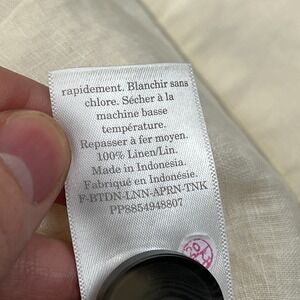 rapidement. Blanchir sans
chlore. Sécher à la
machine basse
température.
Repasser à fer moyen.
100% Linen/Lin.
Made in Indonesia.
Fabriqué en Indonésie.
F-BTDN-LNN-APRN-TNK
PP8854948807